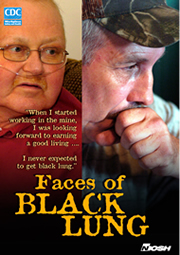 CDC
"When I started
working in the mine,
I was looking
forward to earning
a good living ....
I never expected
to get black lung."
Faces of
BLACK
LUNG
NIOSH